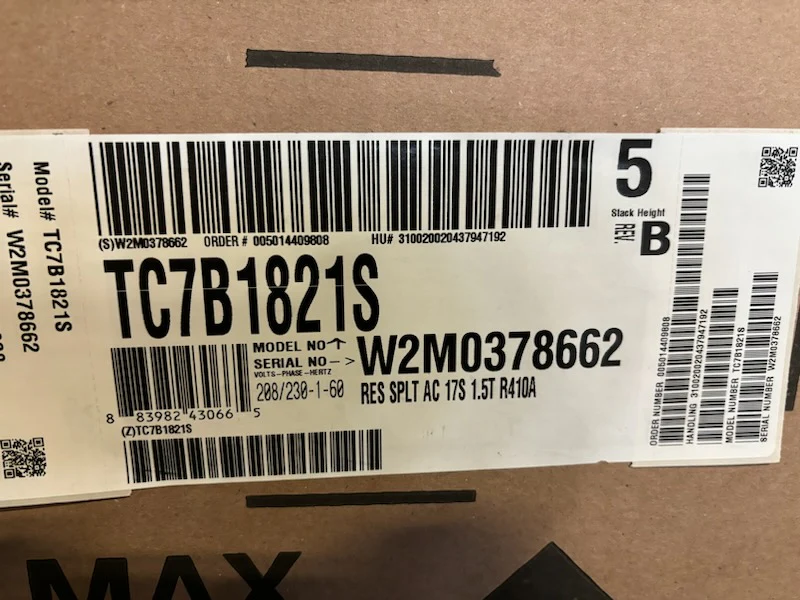 Model# TC7B1821S
Serial# W2M0378662
(S)W2M0378662 ORDER # 005014409808 HU# 310020020437947192
5
Stack Height
REV. B
TC7B1821S
MODEL NO
SERIAL NO -> W2M0378662
VOLTS-PHASE-HERTZ
208/230-1-60 RES SPLT AC 17S 1.5T R410A
8 83982 43066 5
(Z)TC7B1821S
ORDER NUMBER 005014409808
HANDLING 310020020437947192
MODEL NUMBER TC7B1821S
SERIAL NUMBER W2M0378662
MAX